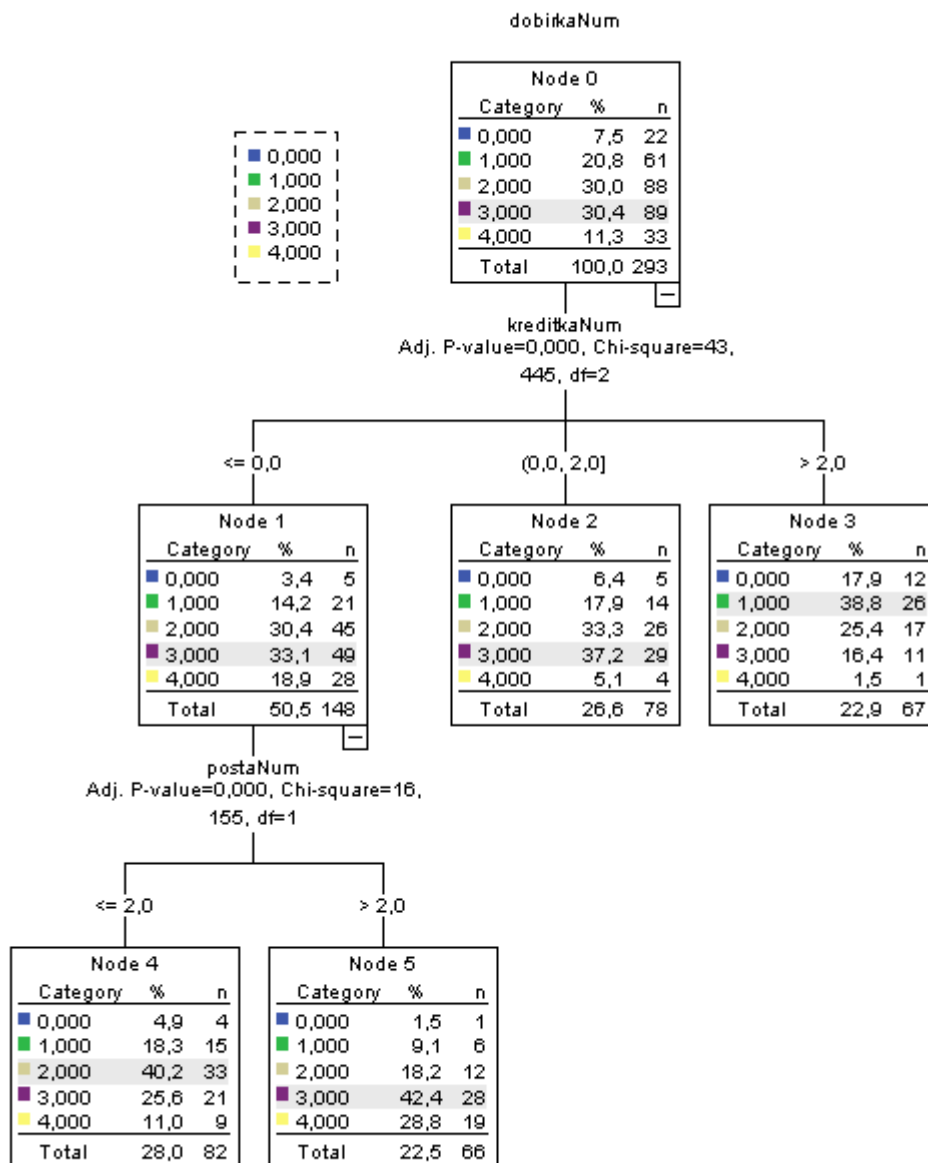 dobirkaNum
Node 0
Category % n
0,000 7,5 22
1,000 20,8 61
2,000 30,0 88
3,000 30,4 89
4,000 11,3 33
Total 100,0 293
0,000
1,000
2,000
3,000
4,000
kreditkaNum
Adj. P-value=0,000, Chi-square=43,
445, df=2
<= 0,0
(0,0, 2,0]
> 2,0
Node 1
Category % n
0,000 3,4 5
1,000 14,2 21
2,000 30,4 45
3,000 33,1 49
4,000 18,9 28
Total 50,5 148
Node 2
Category % n
0,000 6,4 5
1,000 17,9 14
2,000 33,3 26
3,000 37,2 29
4,000 5,1 4
Total 26,6 78
Node 3
Category % n
0,000 17,9 12
1,000 38,8 26
2,000 25,4 17
3,000 16,4 11
4,000 1,5 1
Total 22,9 67
postaNum
Adj. P-value=0,000, Chi-square=16,
155, df=1
<= 2,0
> 2,0
Node 4
Category % n
0,000 4,9 4
1,000 18,3 15
2,000 40,2 33
3,000 25,6 21
4,000 11,0 9
Total 28,0 82
Node 5
Category % n
0,000 1,5 1
1,000 9,1 6
2,000 18,2 12
3,000 42,4 28
4,000 28,8 19
Total 22,5 66